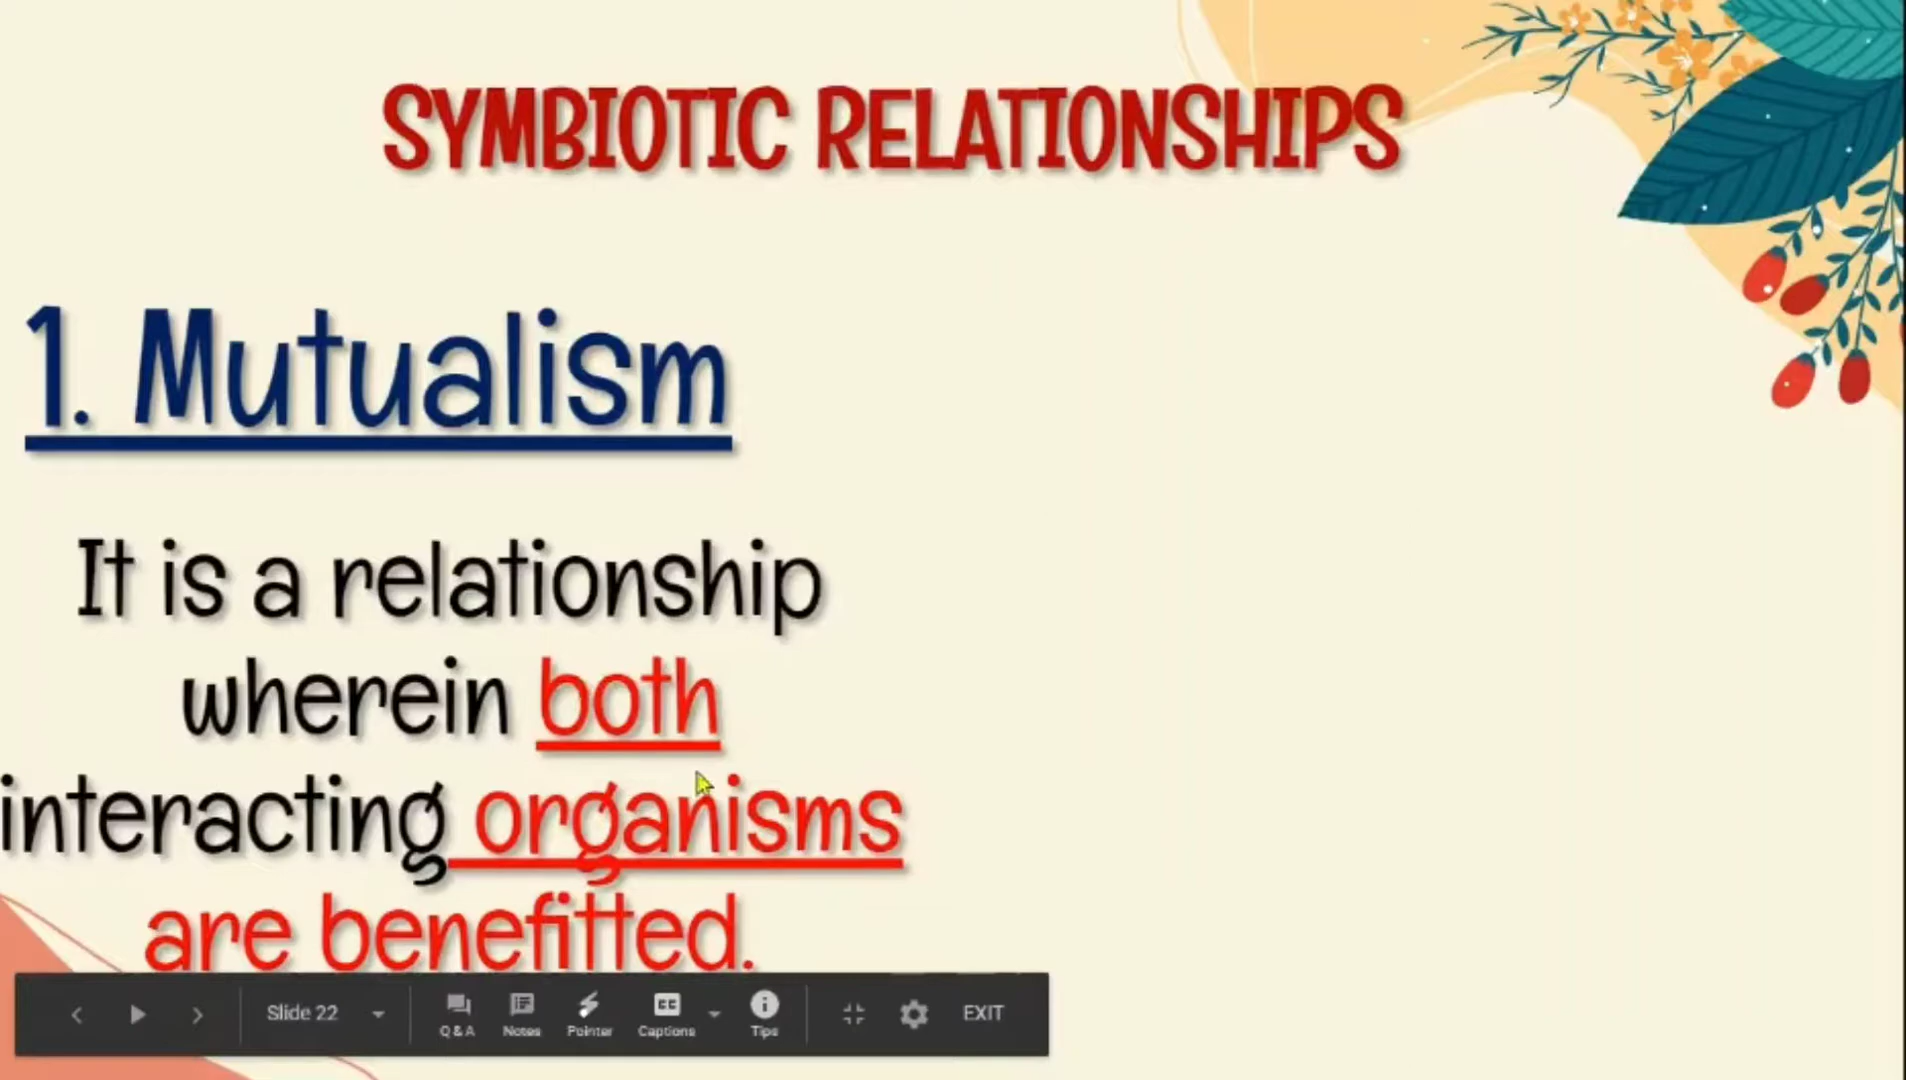 SYMBIOTIC RELATIONSHIPS
1. Mutualism
It is a relationship
wherein both
interacting organisms
are benefitted.
Slide 22
Q & A
Notes
Pointer
CC
Captions
Tips
EXIT